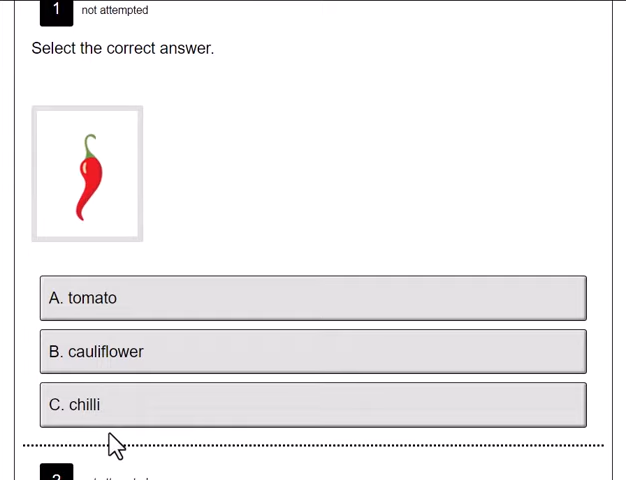 1 not attempted
Select the correct answer.
A. tomato
B. cauliflower
C. chilli